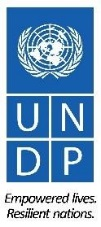 U N
D P
Empowered lives.
Resilient nations.